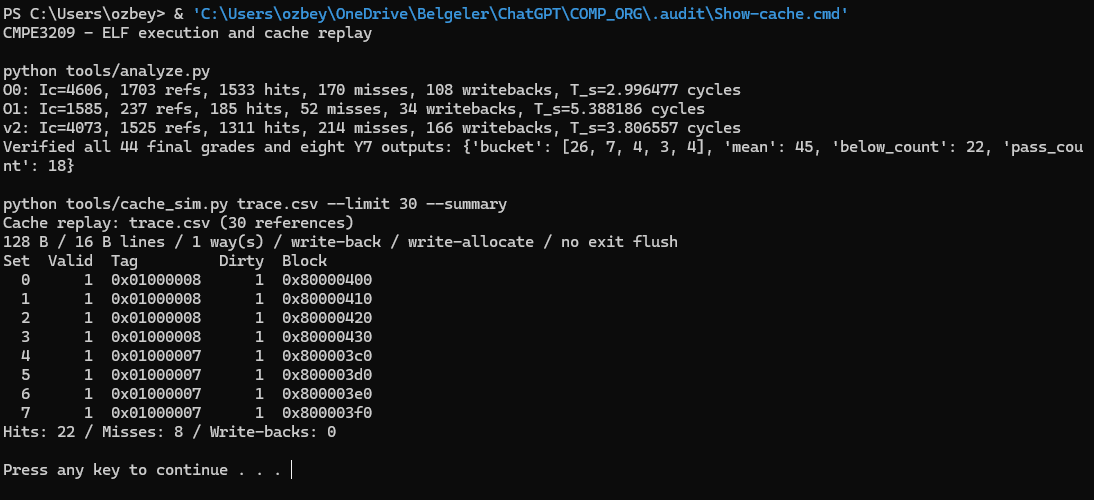 PS C:\Users\ozbey> & 'C:\Users\ozbey\OneDrive\Belgeler\ChatGPT\COMP_ORG\.audit\Show-cache.cmd'
CMPE3209 - ELF execution and cache replay
python tools/analyze.py
O0: Ic=4606, 1703 refs, 1533 hits, 170 misses, 108 writebacks, T_s=2.996477 cycles
O1: Ic=1585, 237 refs, 185 hits, 52 misses, 34 writebacks, T_s=5.388186 cycles
v2: Ic=4073, 1525 refs, 1311 hits, 214 misses, 166 writebacks, T_s=3.806557 cycles
Verified all 44 final grades and eight Y7 outputs: {'bucket': [26, 7, 4, 3, 4], 'mean': 45, 'below_count': 22, 'pass_cou
nt': 18}
python tools/cache_sim.py trace.csv --limit 30 --summary
Cache replay: trace.csv (30 references)
128 B / 16 B lines / 1 way(s) / write-back / write-allocate / no exit flush
Set  Valid  Tag         Dirty  Block
  0      1  0x01000008      1  0x80000400
  1      1  0x01000008      1  0x80000410
  2      1  0x01000008      1  0x80000420
  3      1  0x01000008      1  0x80000430
  4      1  0x01000007      1  0x800003c0
  5      1  0x01000007      1  0x800003d0
  6      1  0x01000007      1  0x800003e0
  7      1  0x01000007      1  0x800003f0
Hits: 22 / Misses: 8 / Write-backs: 0
Press any key to continue . . .